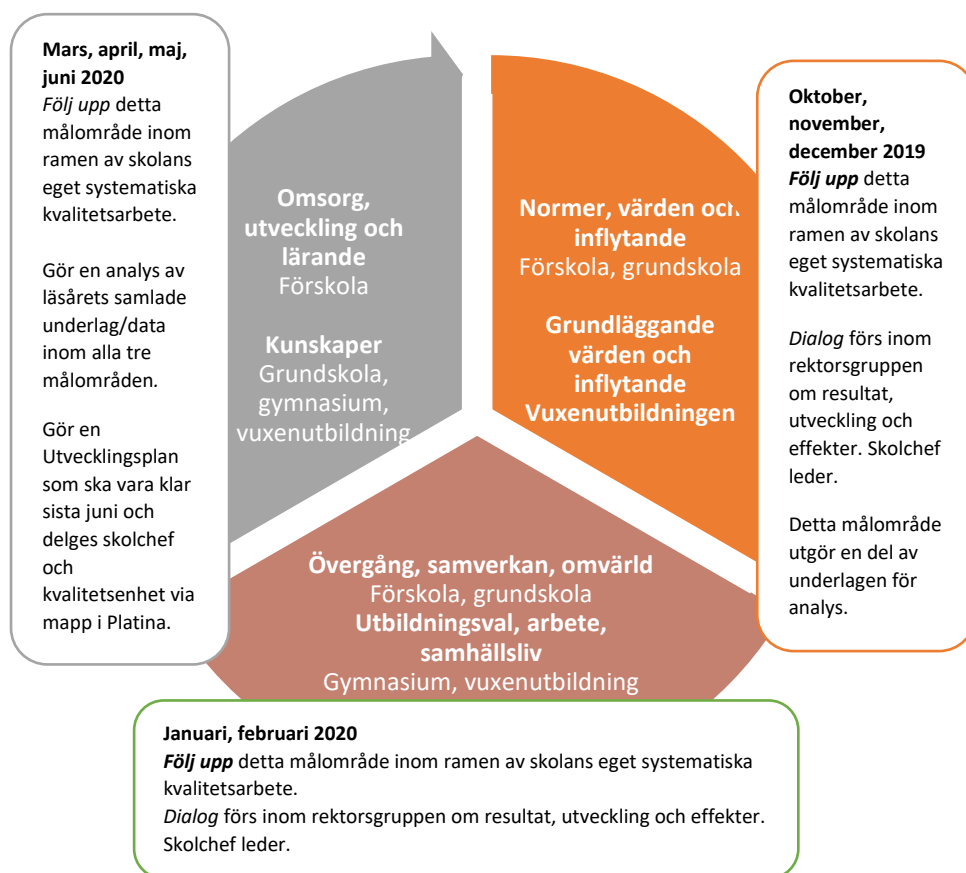 Mars, april, maj,
juni 2020
Följ upp detta
målområde inom
ramen av skolans
eget systematiska
kvalitetsarbete.
Gör en analys av
läsårets samlade
underlag/data
inom alla tre
målområden.
Gör en
Utvecklingsplan
som ska vara klar
sista juni och
delges skolchef
och
kvalitetsenhet via
mapp i Platina.
Omsorg,
utveckling och
lärande
Förskola
Kunskaper
Grundskola,
gymnasium,
vuxenutbildning
Normer, värden och
inflytande
Förskola, grundskola
Grundläggande
värden och
inflytande
Vuxenutbildningen
Oktober,
november,
december 2019
Följ upp detta
målområde inom
ramen av skolans
eget systematiska
kvalitetsarbete.
Dialog förs inom
rektorsgruppen
om resultat,
utveckling och
effekter. Skolchef
leder.
Detta målområde
utgör en del av
underlagen för
analys.
Övergång, samverkan, omvärld
Förskola, grundskola
Utbildningsval, arbete,
samhällsliv
Gymnasium, vuxenutbildning
Januari, februari 2020
Följ upp detta målområde inom ramen av skolans eget systematiska
kvalitetsarbete.
Dialog förs inom rektorsgruppen om resultat, utveckling och effekter.
Skolchef leder.